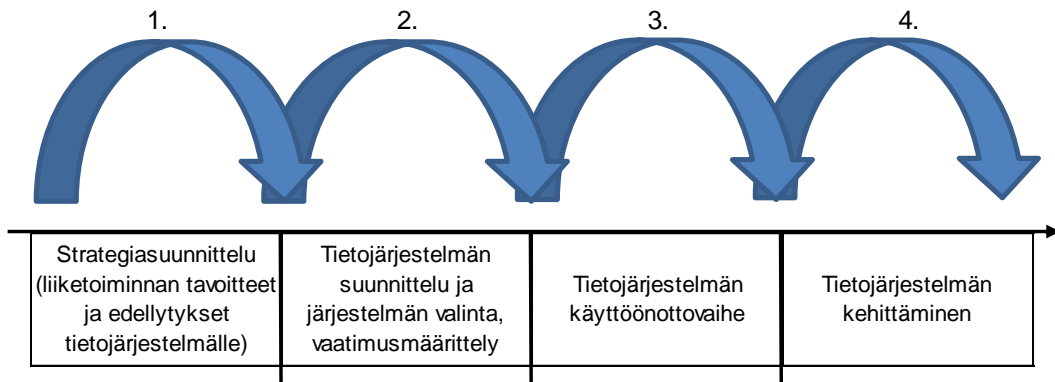 1.
2.
3.
4.
Strategiasuunnittelu
(liiketoiminnan tavoitteet
ja edellytykset
tietojärjestelmälle)
Tietojärjestelmän
suunnittelu ja
järjestelmän valinta,
vaatimusmäärittely
Tietojärjestelmän
käyttöönottovaihe
Tietojärjestelmän
kehittäminen